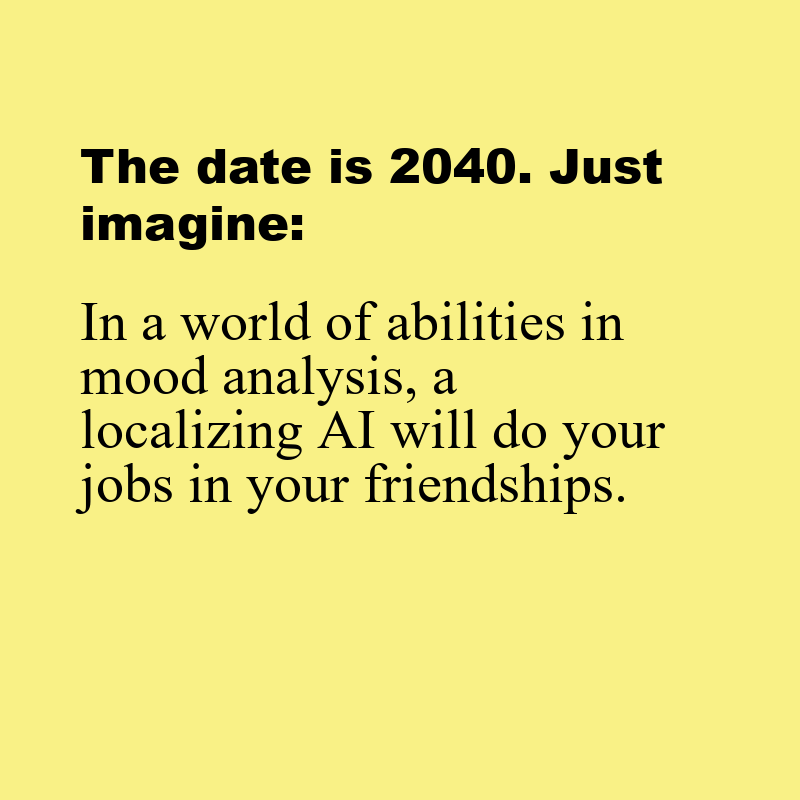 The date is 2040. Just
imagine:
In a world of abilities in
mood analysis, a
localizing AI will do your
jobs in your friendships.